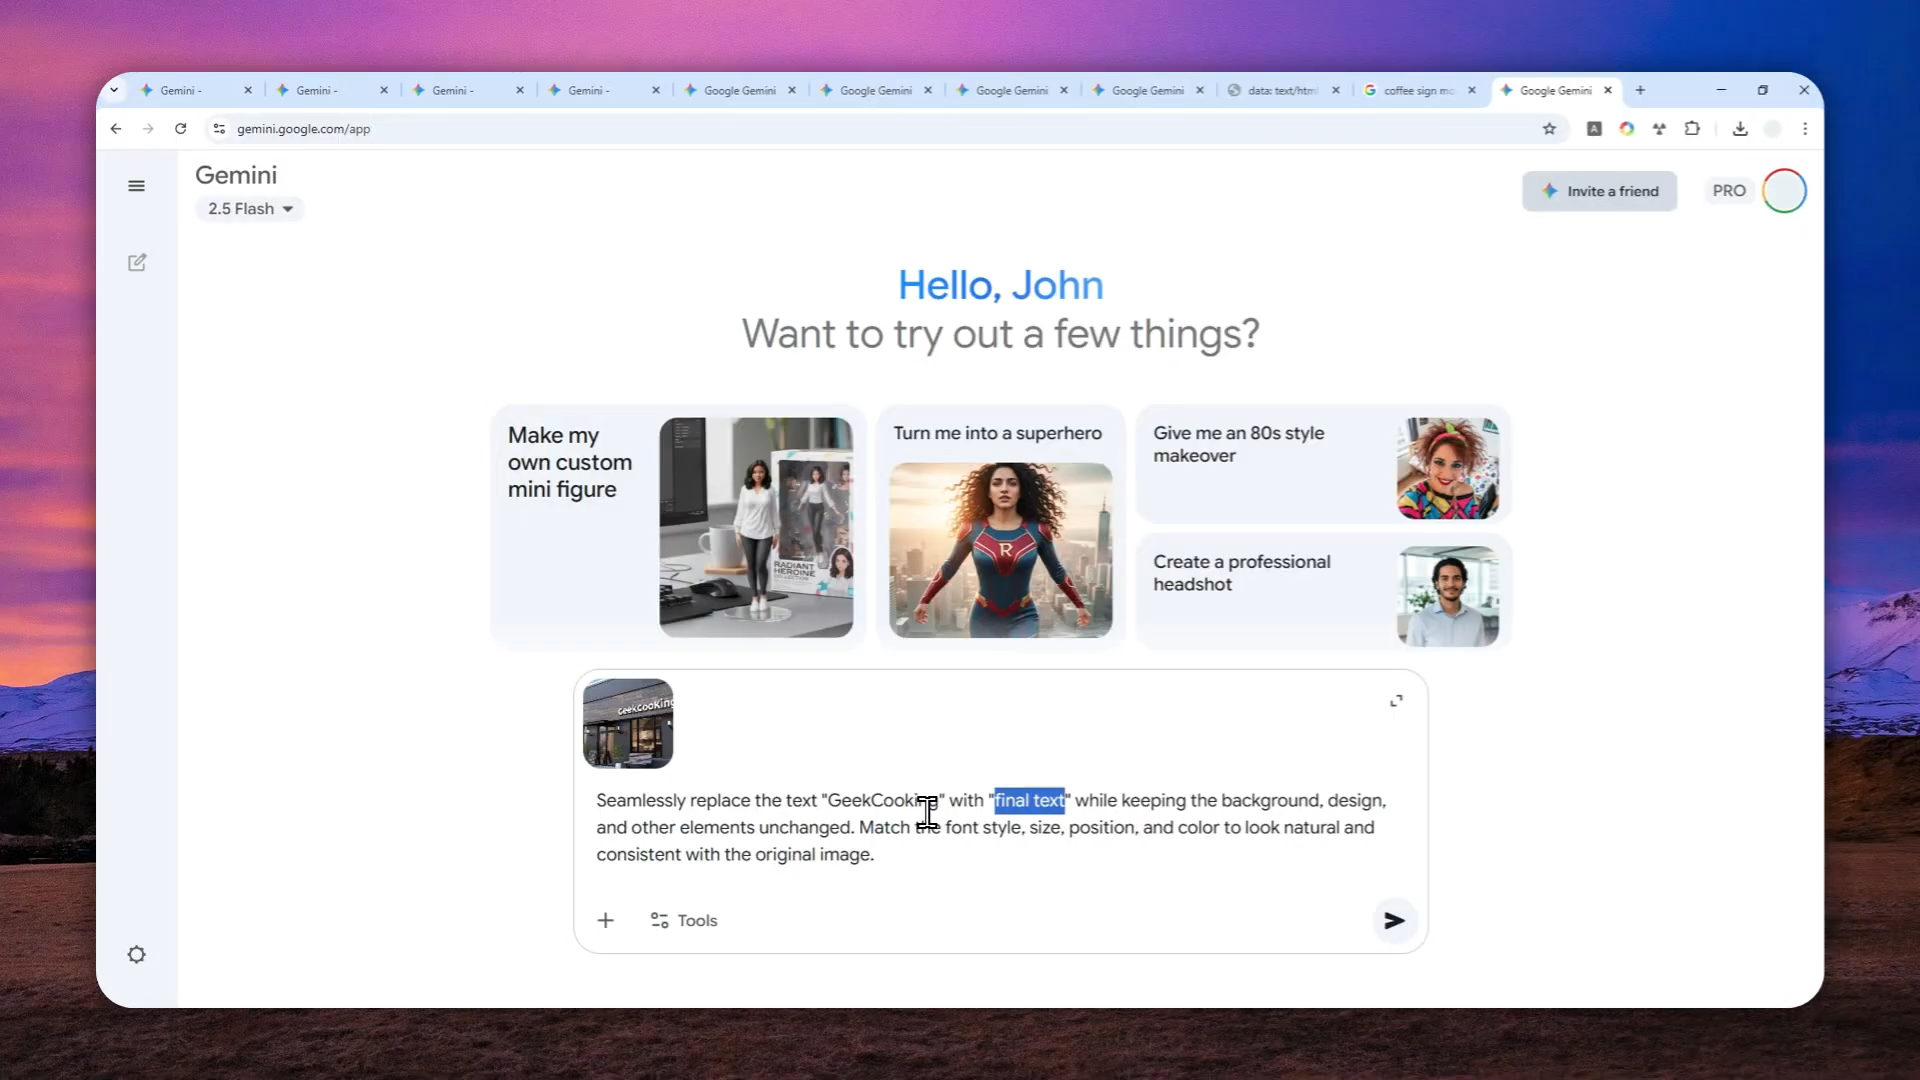 Gemini -
Gemini -
Gemini -
Gemini -
Google Gemini
Google Gemini
Google Gemini
Google Gemini
data: text/html
coffee sign mo
Google Gemini
gemini.google.com/app
Gemini
2.5 Flash
Invite a friend
PRO
Hello, John
Want to try out a few things?
Make my
own custom
mini figure
RADIANT
HEROINE
COLLECTION
Turn me into a superhero
R
Give me an 80s style
makeover
Create a professional
headshot
GeekCooking
Seamlessly replace the text "GeekCooking" with "final text" while keeping the background, design,
and other elements unchanged. Match the font style, size, position, and color to look natural and
consistent with the original image.
Tools